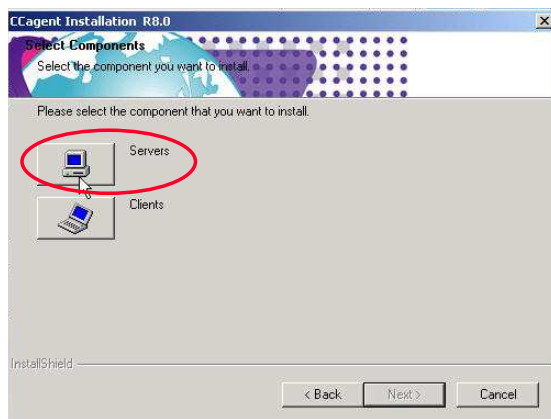 CCagent Installation R8.0
Select Components
Select the component you want to install.
Please select the component that you want to install.
Servers
Clients
InstallShield
< Back
Next >
Cancel